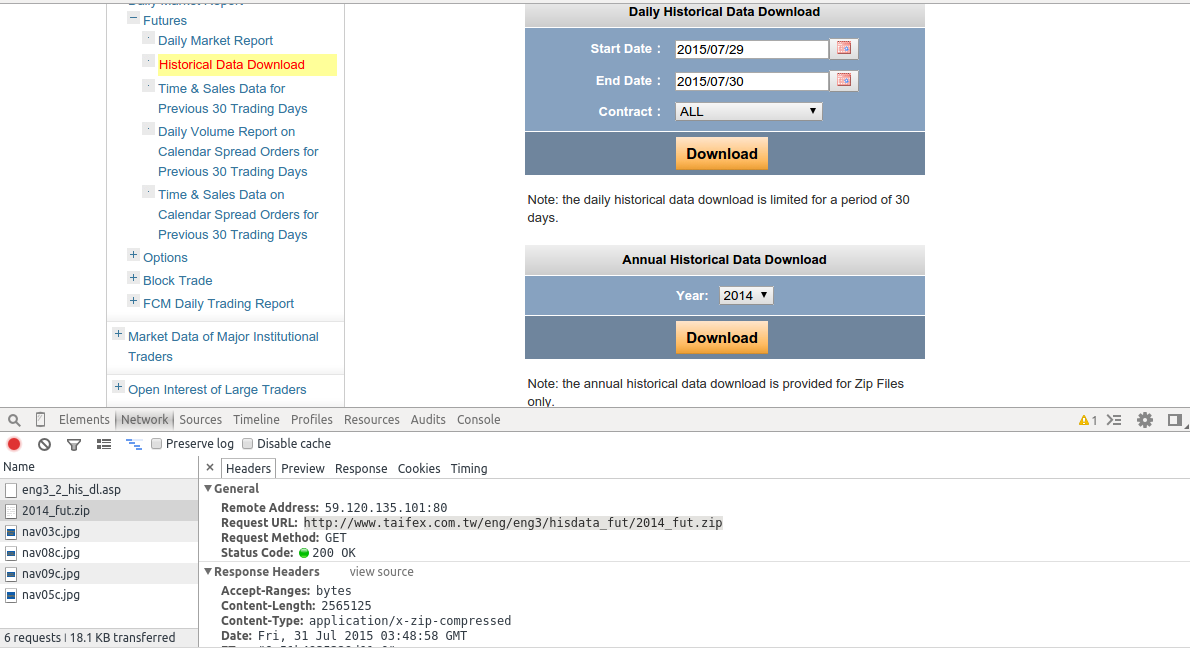 Daily Market Report
Futures
Daily Market Report
Historical Data Download
Time & Sales Data for
Previous 30 Trading Days
Daily Volume Report on
Calendar Spread Orders for
Previous 30 Trading Days
Time & Sales Data on
Calendar Spread Orders for
Previous 30 Trading Days
Options
Block Trade
FCM Daily Trading Report
Market Data of Major Institutional
Traders
Open Interest of Large Traders
Daily Historical Data Download
Start Date : 2015/07/29
End Date : 2015/07/30
Contract : ALL
Download
Note: the daily historical data download is limited for a period of 30
days.
Annual Historical Data Download
Year: 2014
Download
Note: the annual historical data download is provided for Zip Files
only.
Elements Network Sources Timeline Profiles Resources Audits Console 1
Preserve log Disable cache
Name
eng3_2_his_dl.asp
2014_fut.zip
nav03c.jpg
nav08c.jpg
nav09c.jpg
nav05c.jpg
6 requests | 18.1 KB transferred
× Headers Preview Response Cookies Timing
General
Remote Address: 59.120.135.101:80
Request URL: http://www.taifex.com.tw/eng/eng3/hisdata_fut/2014_fut.zip
Request Method: GET
Status Code: 200 OK
Response Headers view source
Accept-Ranges: bytes
Content-Length: 2565125
Content-Type: application/x-zip-compressed
Date: Fri, 31 Jul 2015 03:48:58 GMT